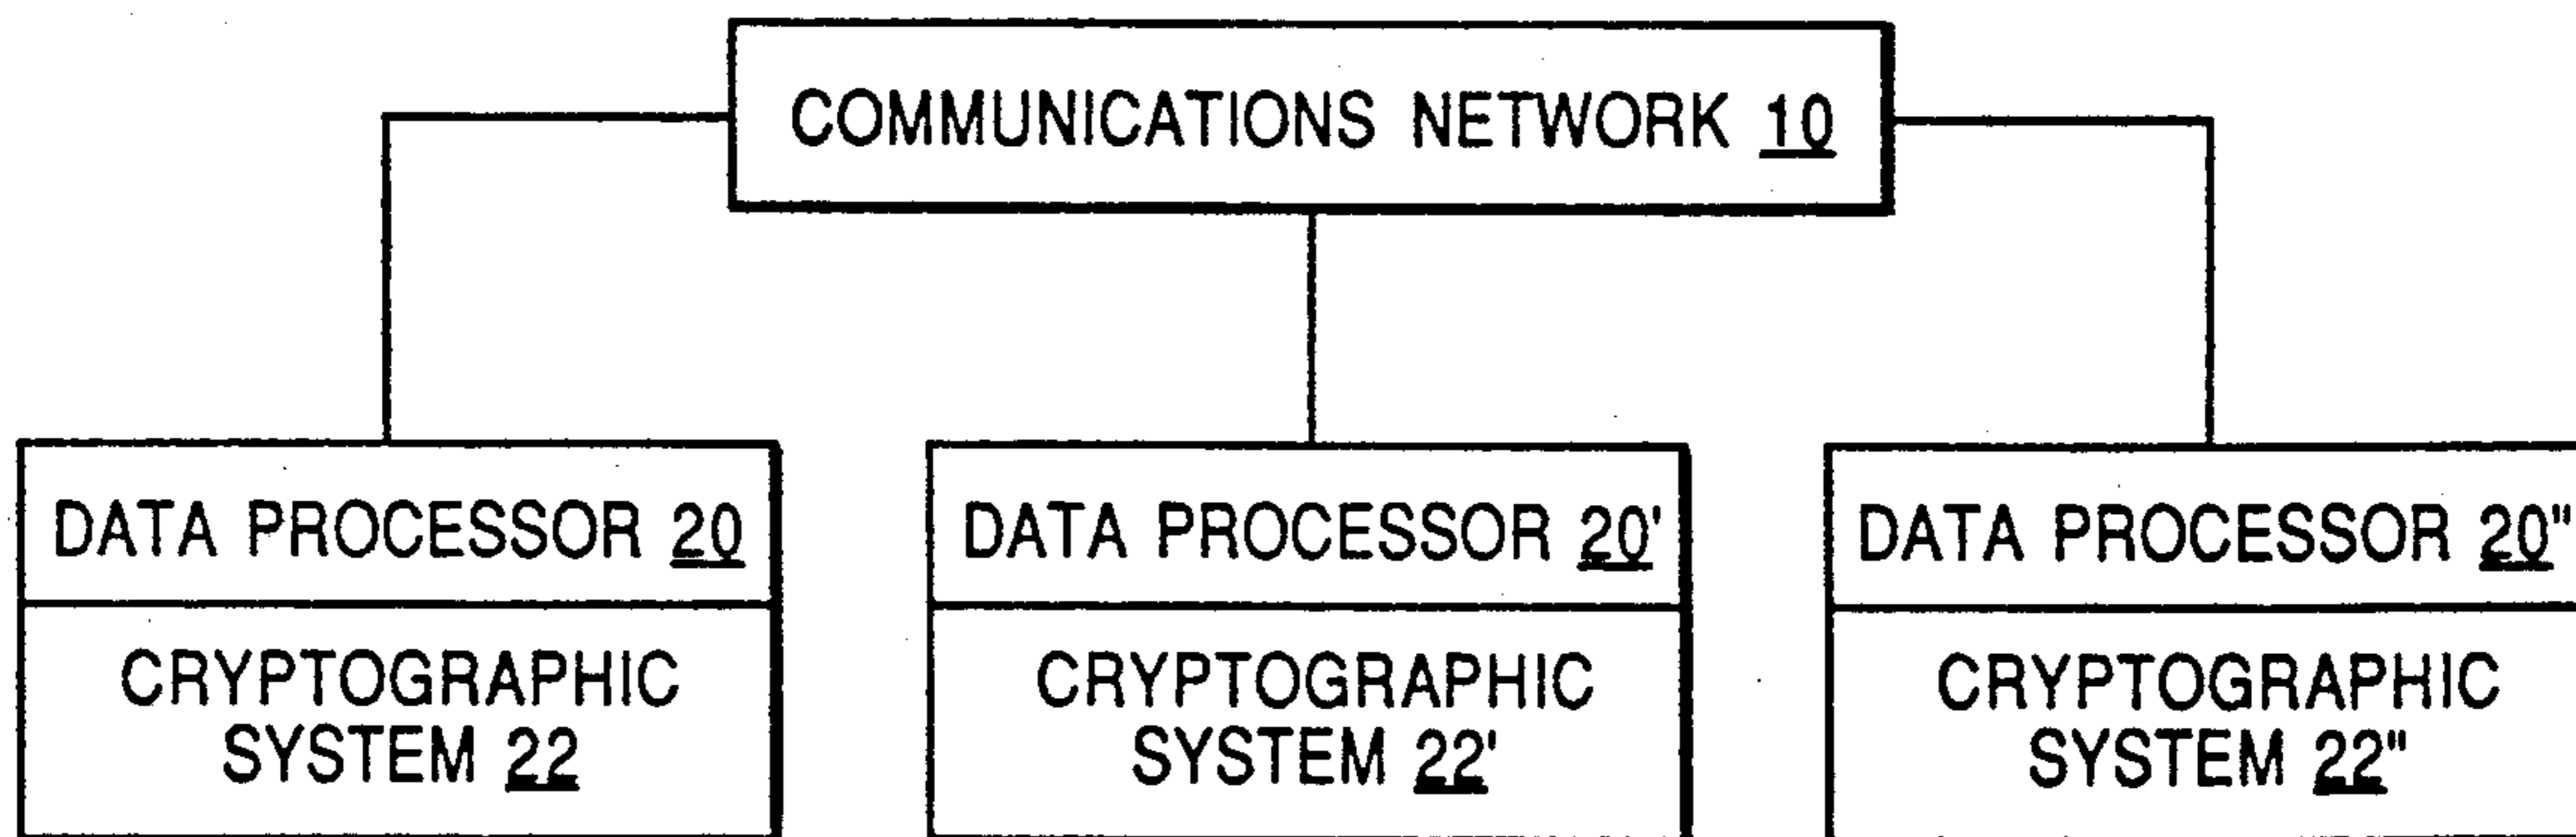 COMMUNICATIONS NETWORK 10
DATA PROCESSOR 20
CRYPTOGRAPHIC
SYSTEM 22
DATA PROCESSOR 20'
CRYPTOGRAPHIC
SYSTEM 22'
DATA PROCESSOR 20"
CRYPTOGRAPHIC
SYSTEM 22"